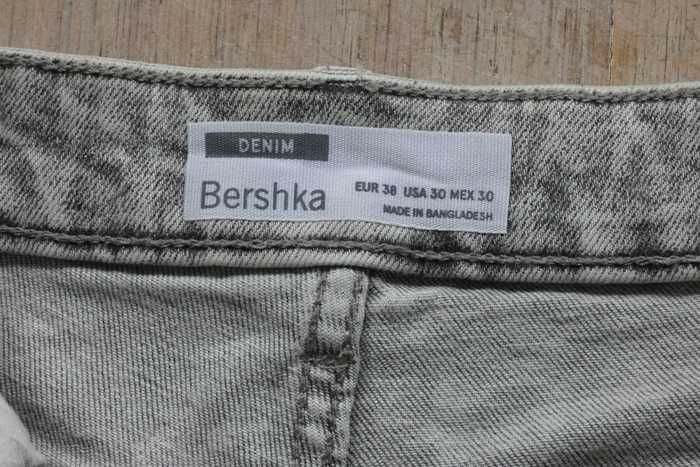 DENIM
Bershka
EUR 38 USA 30 MEX 30
MADE IN BANGLADESH